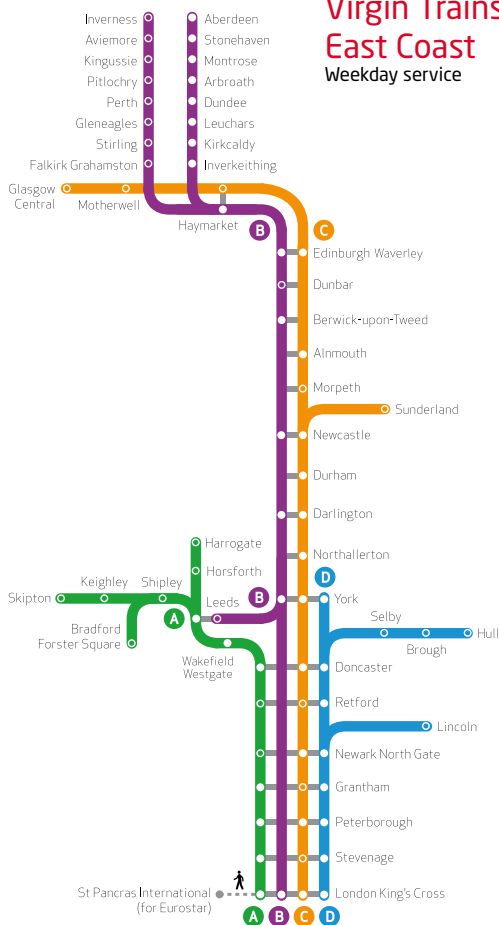 Virgin Trains
East Coast
Weekday service
Inverness
Aberdeen
Aviemore
Stonehaven
Kingussie
Montrose
Pitlochry
Arbroath
Perth
Dundee
Gleneagles
Leuchars
Stirling
Kirkcaldy
Falkirk Grahamston
Inverkeithing
Glasgow
Central
Motherwell
Haymarket
B
C
Edinburgh Waverley
Dunbar
Berwick-upon-Tweed
Alnmouth
Morpeth
Sunderland
Newcastle
Durham
Darlington
Northallerton
Harrogate
Horsforth
D
Skipton
Keighley
Shipley
Leeds
B
York
A
Bradford
Forster Square
Selby
Hull
Brough
Wakefield
Westgate
Doncaster
Retford
Lincoln
Newark North Gate
Grantham
Peterborough
Stevenage
St Pancras International
(for Eurostar)
London King's Cross
A B C D